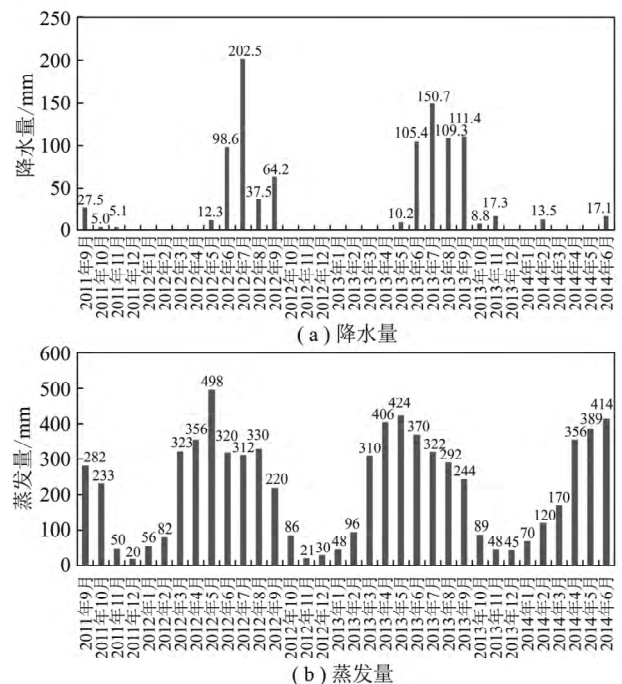 250
200
150
100
50
0
降水量/mm
27.5
5.0
5.1
12.3
98.6
202.5
37.5
64.2
10.2
105.4
150.7
109.3
111.4
8.8
17.3
13.5
17.1
2011年9月
2011年10月
2011年11月
2011年12月
2012年1月
2012年2月
2012年3月
2012年4月
2012年5月
2012年6月
2012年7月
2012年8月
2012年9月
2012年10月
2012年11月
2012年12月
2013年1月
2013年2月
2013年3月
2013年4月
2013年5月
2013年6月
2013年7月
2013年8月
2013年9月
2013年10月
2013年11月
2013年12月
2014年1月
2014年2月
2014年3月
2014年4月
2014年5月
2014年6月
(a)降水量
600
500
400
300
200
100
0
蒸发量/mm
282
233
50
20
56
82
323
356
498
320
312
330
220
86
21
30
48
96
310
406
424
370
322
292
244
89
48
45
70
120
170
356
389
414
2011年9月
2011年10月
2011年11月
2011年12月
2012年1月
2012年2月
2012年3月
2012年4月
2012年5月
2012年6月
2012年7月
2012年8月
2012年9月
2012年10月
2012年11月
2012年12月
2013年1月
2013年2月
2013年3月
2013年4月
2013年5月
2013年6月
2013年7月
2013年8月
2013年9月
2013年10月
2013年11月
2013年12月
2014年1月
2014年2月
2014年3月
2014年4月
2014年5月
2014年6月
(b)蒸发量